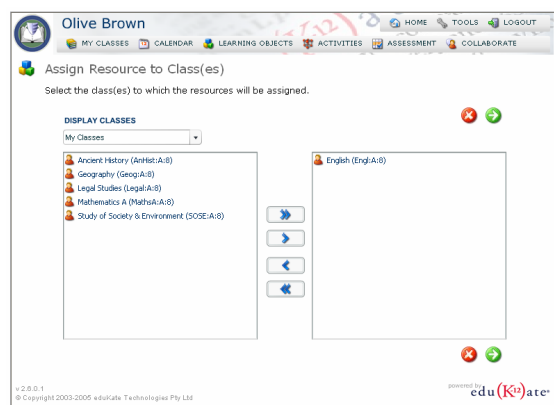 Olive Brown
HOME TOOLS LOGOUT
MY CLASSES CALENDAR LEARNING OBJECTS ACTIVITIES ASSESSMENT COLLABORATE
Assign Resource to Class(es)
Select the class(es) to which the resources will be assigned.
DISPLAY CLASSES
My Classes
Ancient History (AnHist:A:8)
Geography (Geog:A:8)
Legal Studies (Legal:A:8)
Mathematics A (MathsA:A:8)
Study of Society & Environment (SOSE:A:8)
English (Engl:A:8)
v 2.6.0.1
© Copyright 2003-2005 eduKate Technologies Pty Ltd
powered by
edu(K12)ate